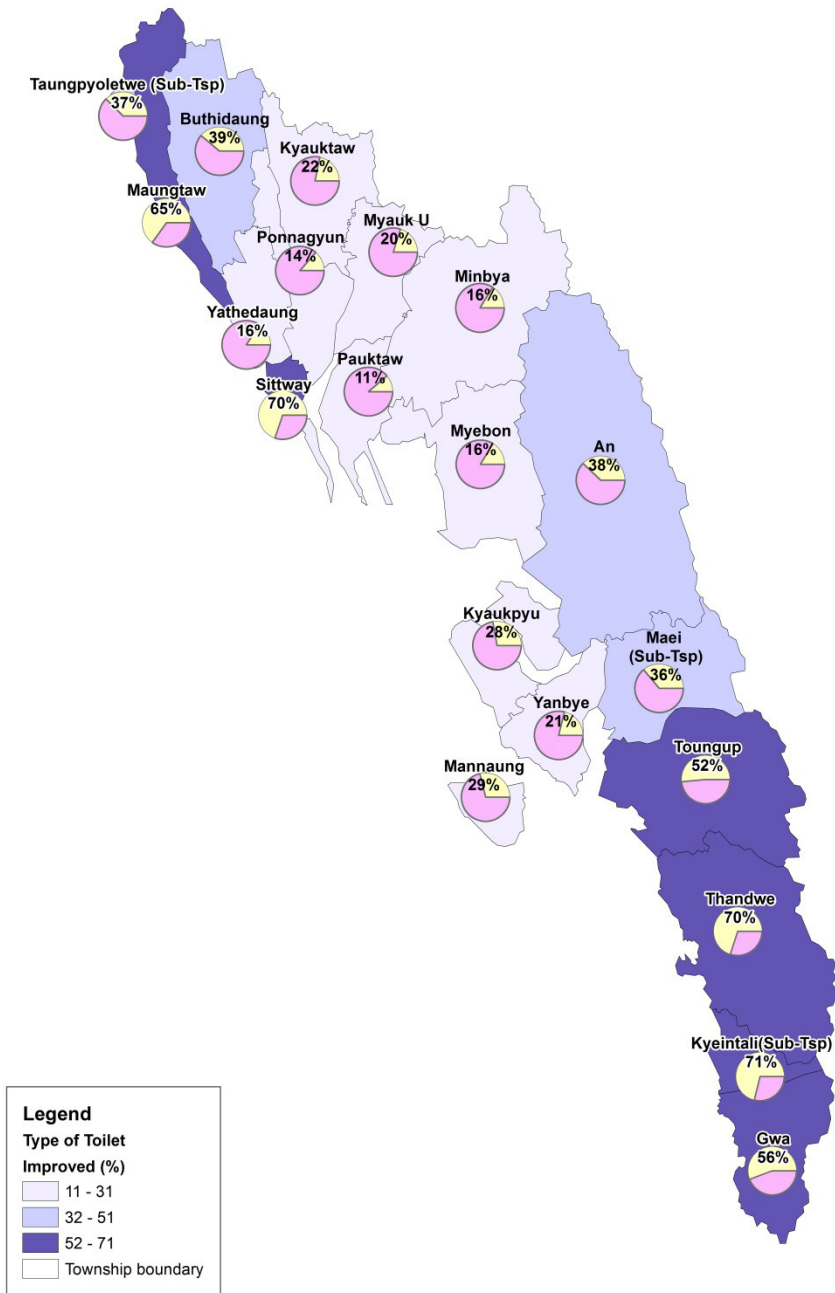 Taungpyoletwe (Sub-Tsp)
37%
Buthidaung
39%
Kyauktaw
22%
Maungtaw
65%
Myauk U
20%
Ponnagyun
14%
Minbya
16%
Yathedaung
16%
Pauktaw
11%
Sittway
70%
Myebon
16%
An
38%
Kyaukpyu
28%
Maei
(Sub-Tsp)
36%
Yanbye
21%
Toungup
52%
Mannaung
29%
Thandwe
70%
Kyeintali(Sub-Tsp)
71%
Gwa
56%
Legend
Type of Toilet
Improved (%)
11 - 31
32 - 51
52 - 71
Township boundary